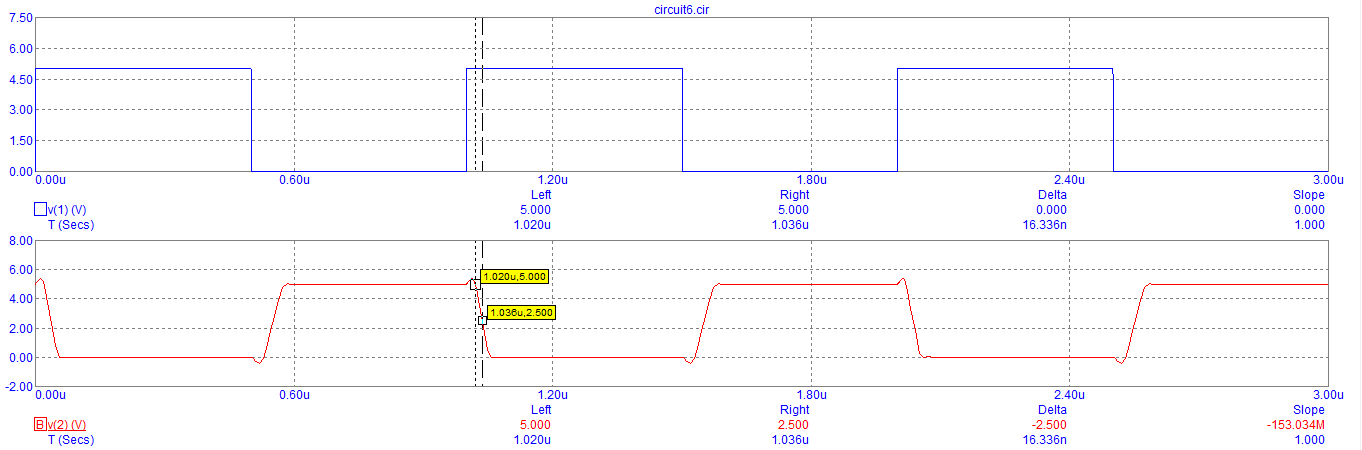 circuit6.cir
7.50
6.00
4.50
3.00
1.50
0.00
0.00u 0.60u 1.20u 1.80u 2.40u 3.00u
Left Right Delta Slope
v(1) (V) 5.000 5.000 0.000 0.000
T (Secs) 1.020u 1.036u 16.336n 1.000
8.00
6.00
4.00
2.00
0.00
-2.00
1.020u,5.000
1.036u,2.500
0.00u 0.60u 1.20u 1.80u 2.40u 3.00u
Left Right Delta Slope
B v(2) (V) 5.000 2.500 -2.500 -153.034M
T (Secs) 1.020u 1.036u 16.336n 1.000